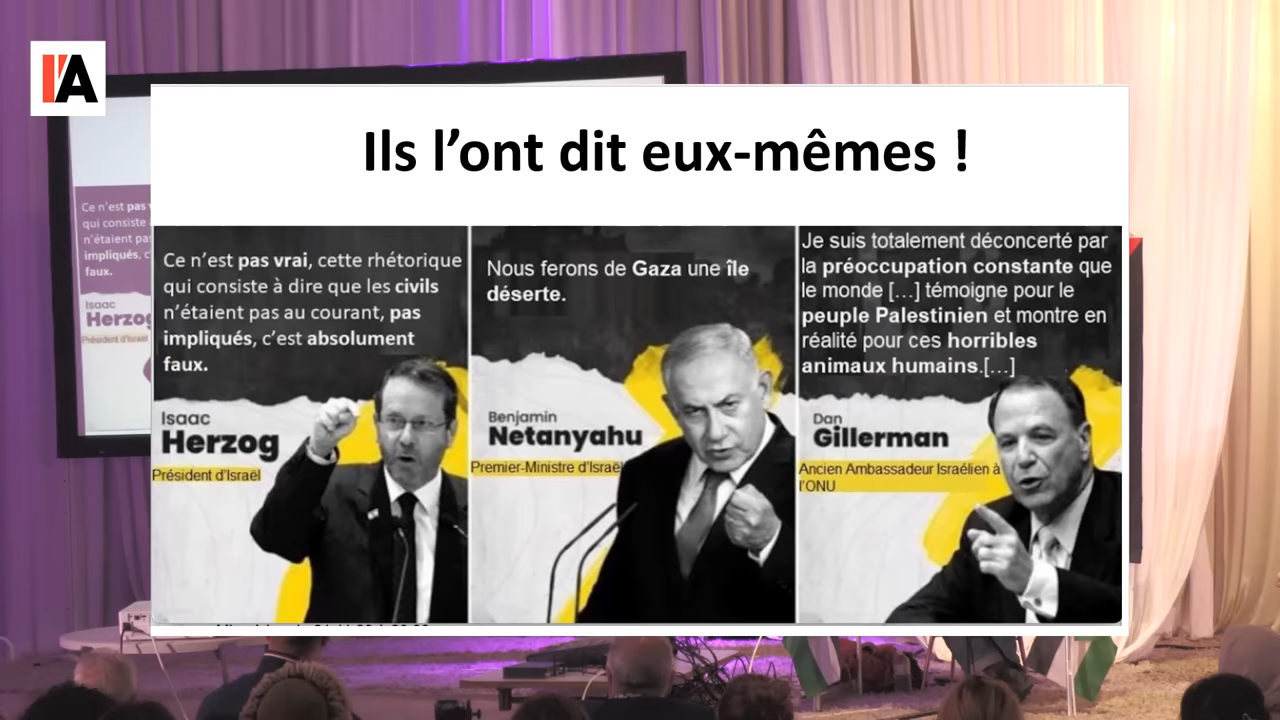 I'A
Ils l’ont dit eux-mêmes !
Ce n’est pas vrai, cette rhétorique
qui consiste à dire que les civils
n’étaient pas au courant, pas
impliqués, c’est absolument
faux.
Isaac
Herzog
Président d’Israël
Nous ferons de Gaza une île
déserte.
Benjamin
Netanyahu
Premier-Ministre d’Israël
Je suis totalement déconcerté par
la préoccupation constante que
le monde […] témoigne pour le
peuple Palestinien et montre en
réalité pour ces horribles
animaux humains.[…]
Dan
Gillerman
Ancien Ambassadeur Israélien à
l’ONU
Ce n’est pas
qui consiste
n’étaient pas
impliqués, c’
faux.
Isaac
Herzog
Président d’Israël